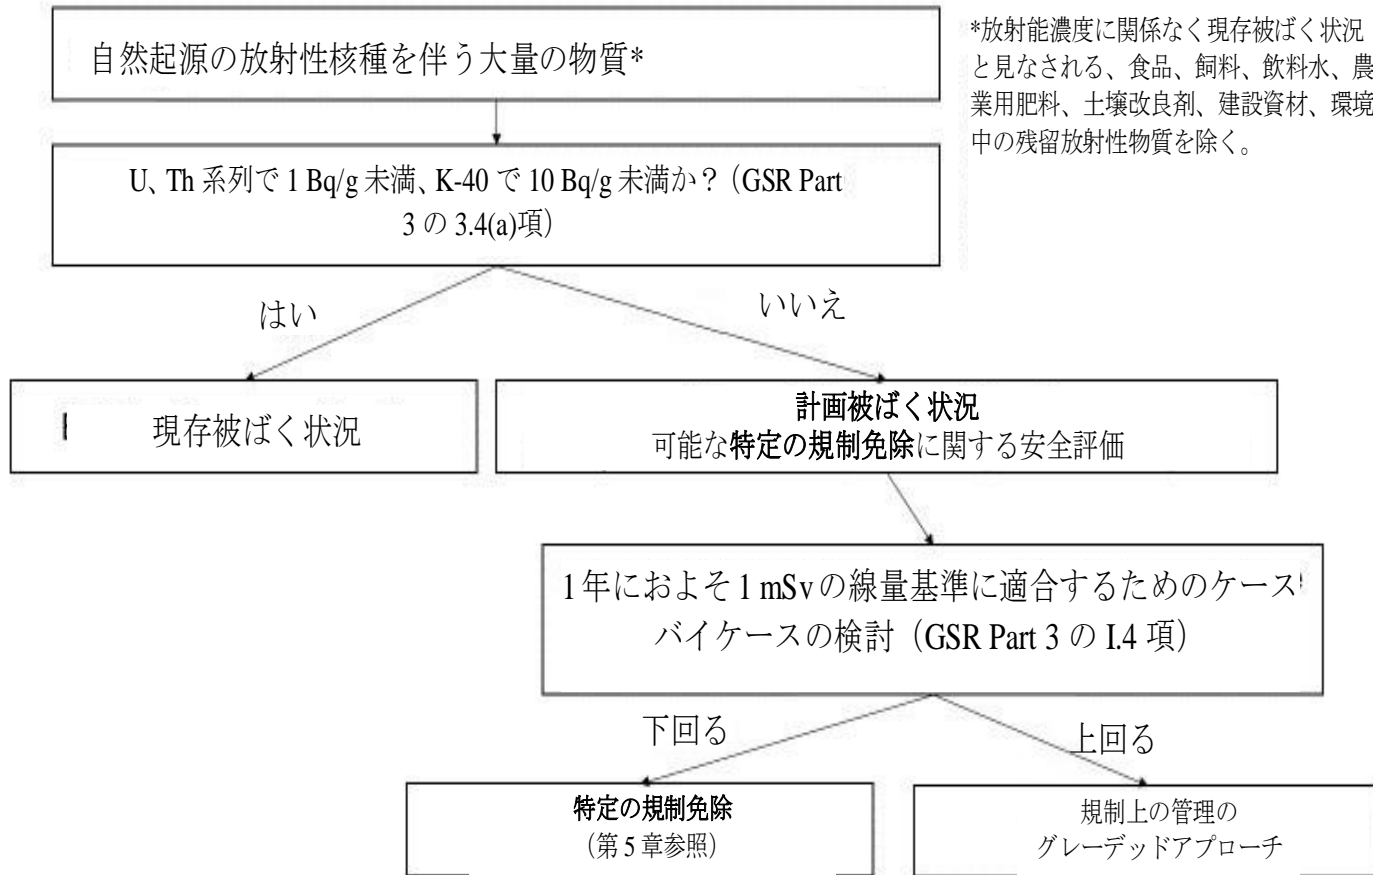 自然起源の放射性核種を伴う大量の物質*
*放射能濃度に関係なく現存被ばく状況
と見なされる、食品、飼料、飲料水、農
業用肥料、土壌改良剤、建設資材、環境
中の残留放射性物質を除く。
U、Th 系列で 1 Bq/g 未満、K-40 で 10 Bq/g 未満か？（GSR Part
3 の 3.4(a)項）
はい
いいえ
現存被ばく状況
計画被ばく状況
可能な特定の規制免除に関する安全評価
1年におよそ 1 mSv の線量基準に適合するためのケース
バイケースの検討（GSR Part 3 の I.4 項）
下回る
上回る
特定の規制免除
（第 5 章参照）
規制上の管理の
グレーデッドアプローチ